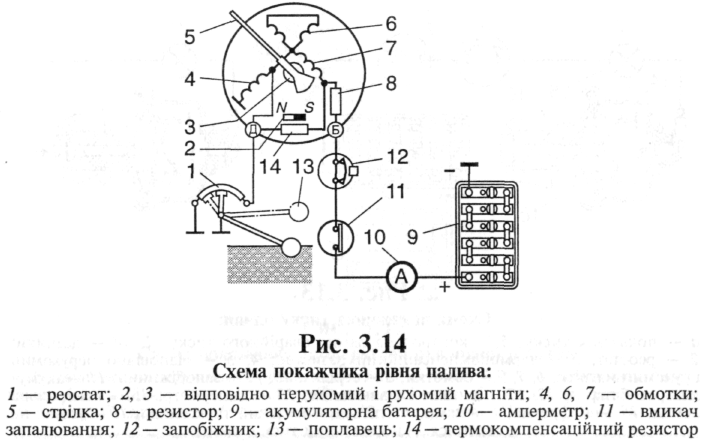 5
6
7
4
8
N S
3
Д
Б
2
14
12
1
13
11
–
10
9
А
+
Рис. 3.14
Схема покажчика рівня палива:
1 — реостат; 2, 3 — відповідно нерухомий і рухомий магніти; 4, 6, 7 — обмотки;
5 — стрілка; 8 — резистор; 9 — акумуляторна батарея; 10 — амперметр; 11 — вмикач
запалювання; 12 — запобіжник; 13 — поплавець; 14 — термокомпенсаційний резистор